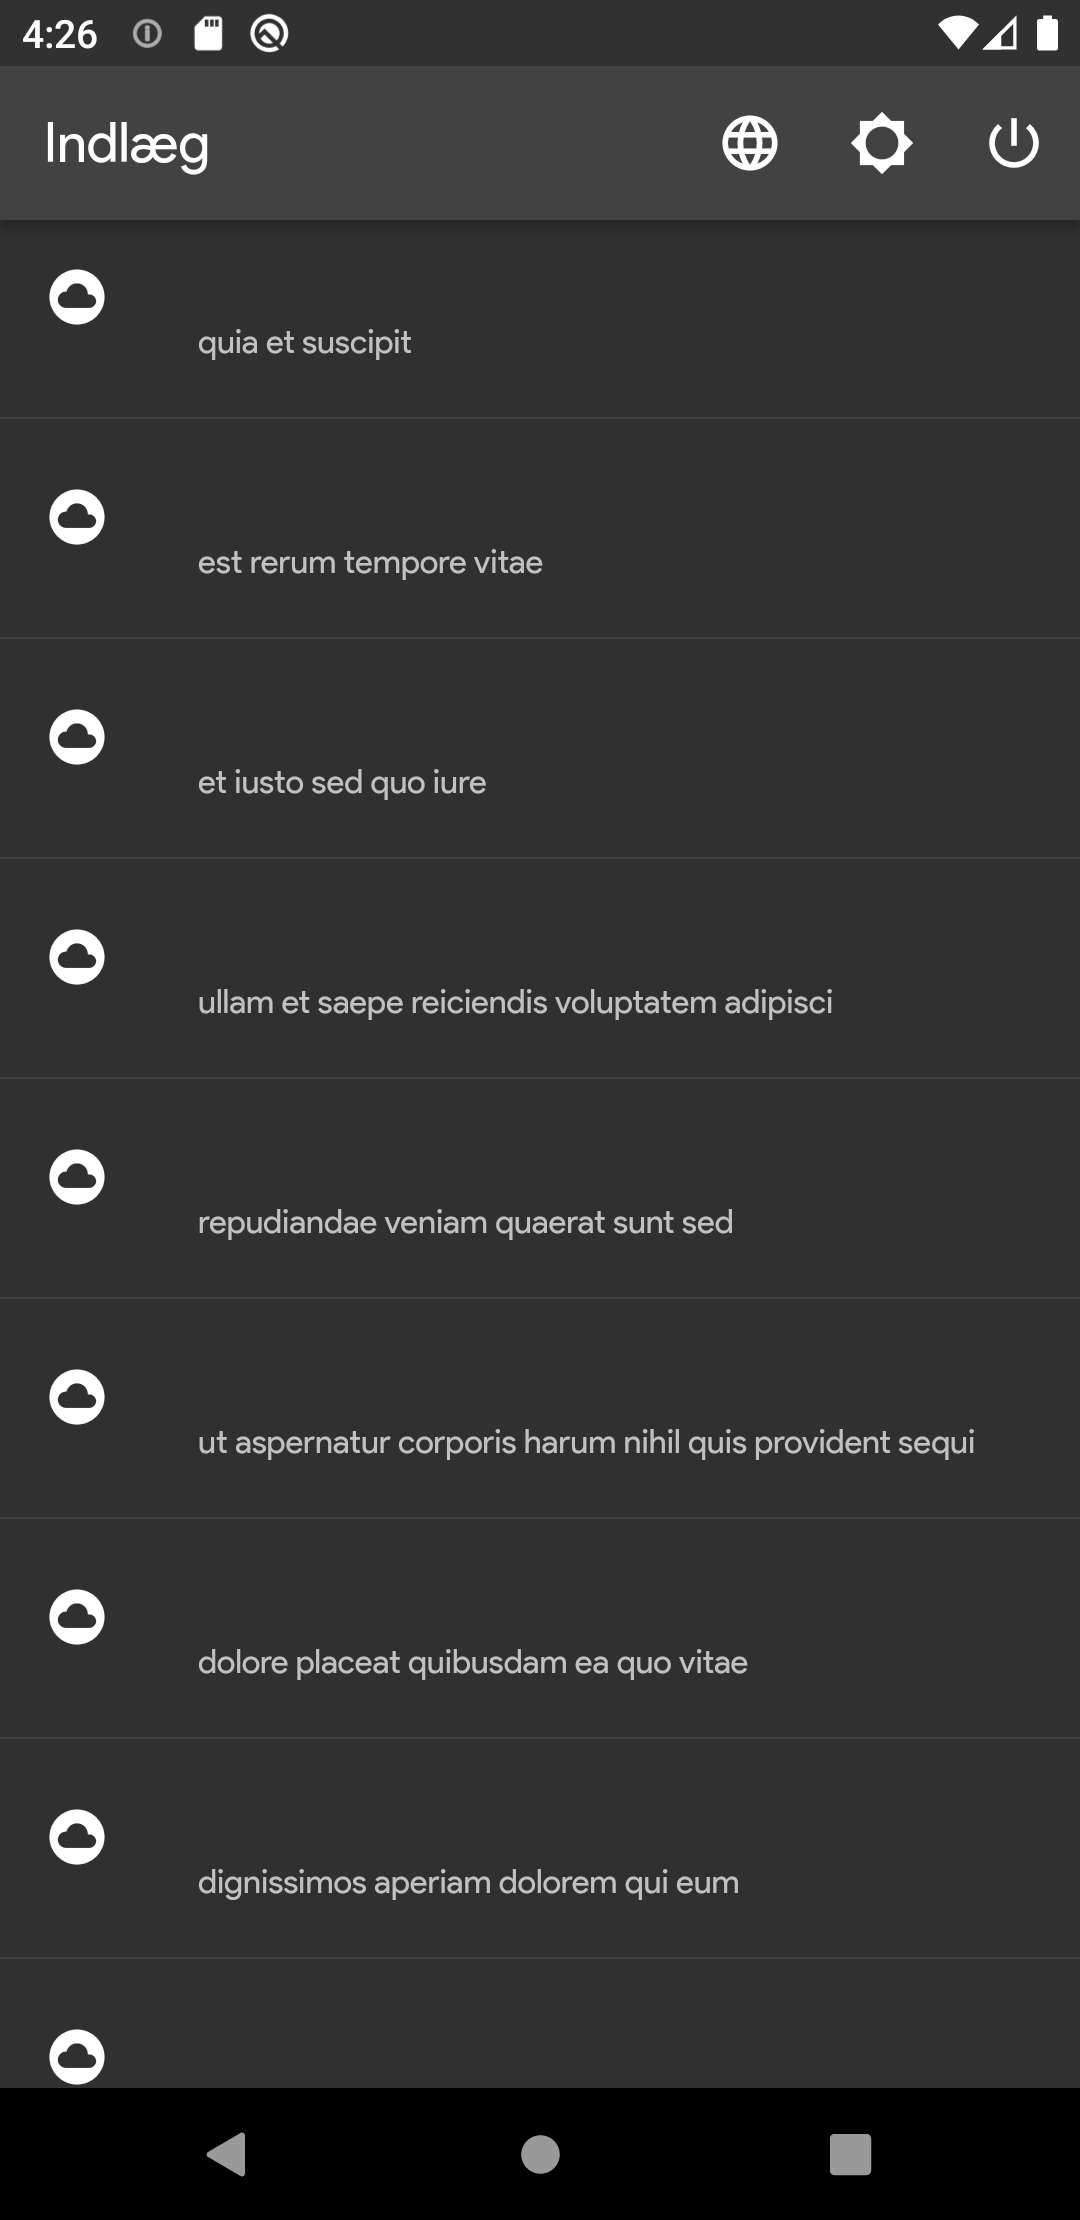 4:26
Indlæg
quia et suscipit
est rerum tempore vitae
et iusto sed quo iure
ullam et saepe reiciendis voluptatem adipisci
repudiandae veniam quaerat sunt sed
ut aspernatur corporis harum nihil quis provident sequi
dolore placeat quibusdam ea quo vitae
dignissimos aperiam dolorem qui eum